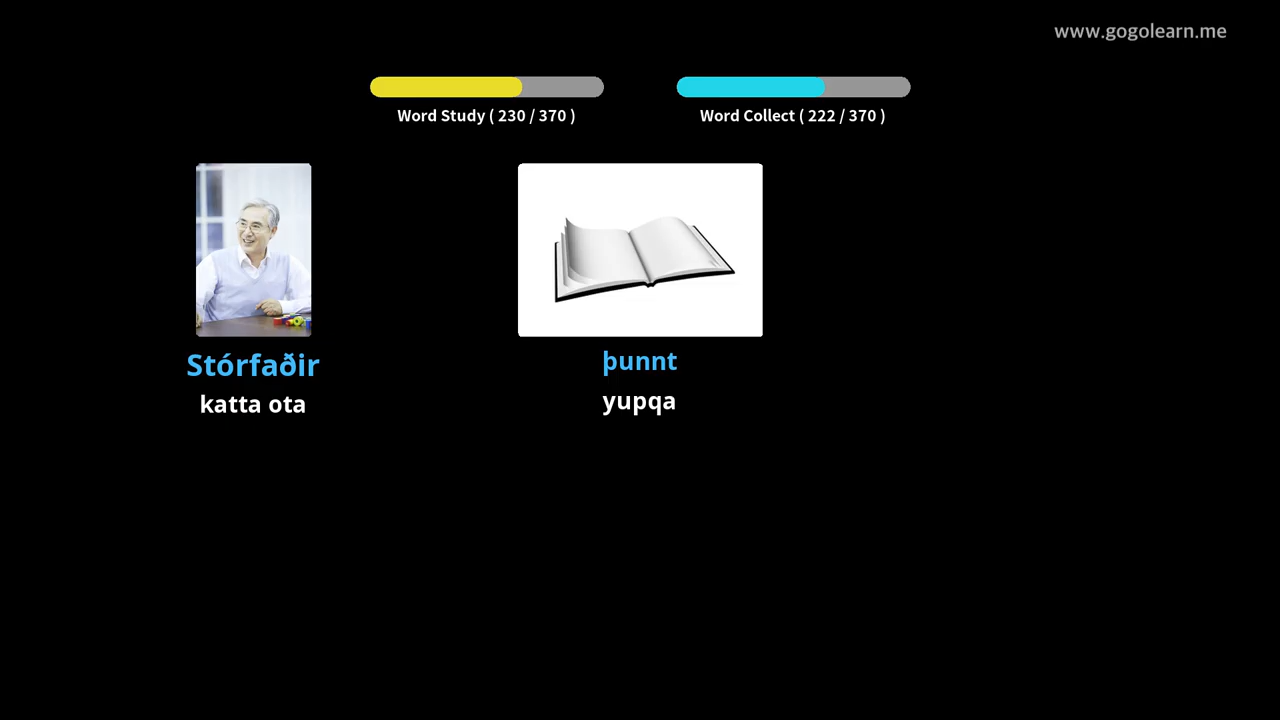 www.gogolearn.me
Word Study ( 230 / 370 )
Word Collect ( 222 / 370 )
Stórfaðir
katta ota
þunnt
yupqa